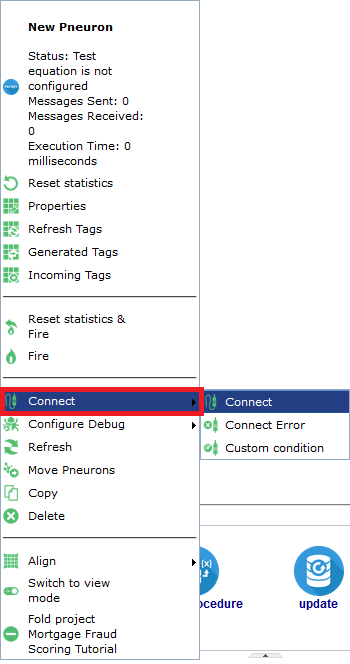 New Pneuron
Status: Test
equation is not
configured
Messages Sent: 0
Messages Received:
0
Execution Time: 0
milliseconds
Reset statistics
Properties
Refresh Tags
Generated Tags
Incoming Tags
Reset statistics &
Fire
Fire
Connect
Connect
Configure Debug
Connect Error
Refresh
Custom condition
Move Pneurons
Copy
Delete
Align
Switch to view
mode
ocedure
update
Fold project
Mortgage Fraud
Scoring Tutorial